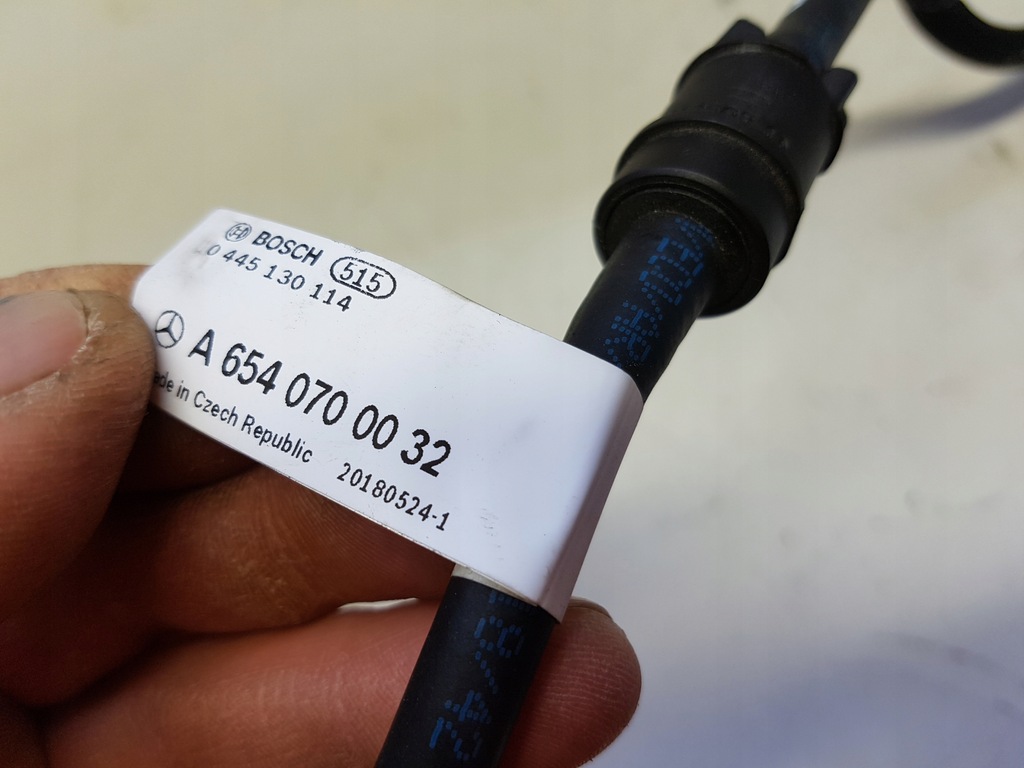 BOSCH 515
0 445 130 114
A 654 070 00 32
ade in Czech Republic 20180524-1